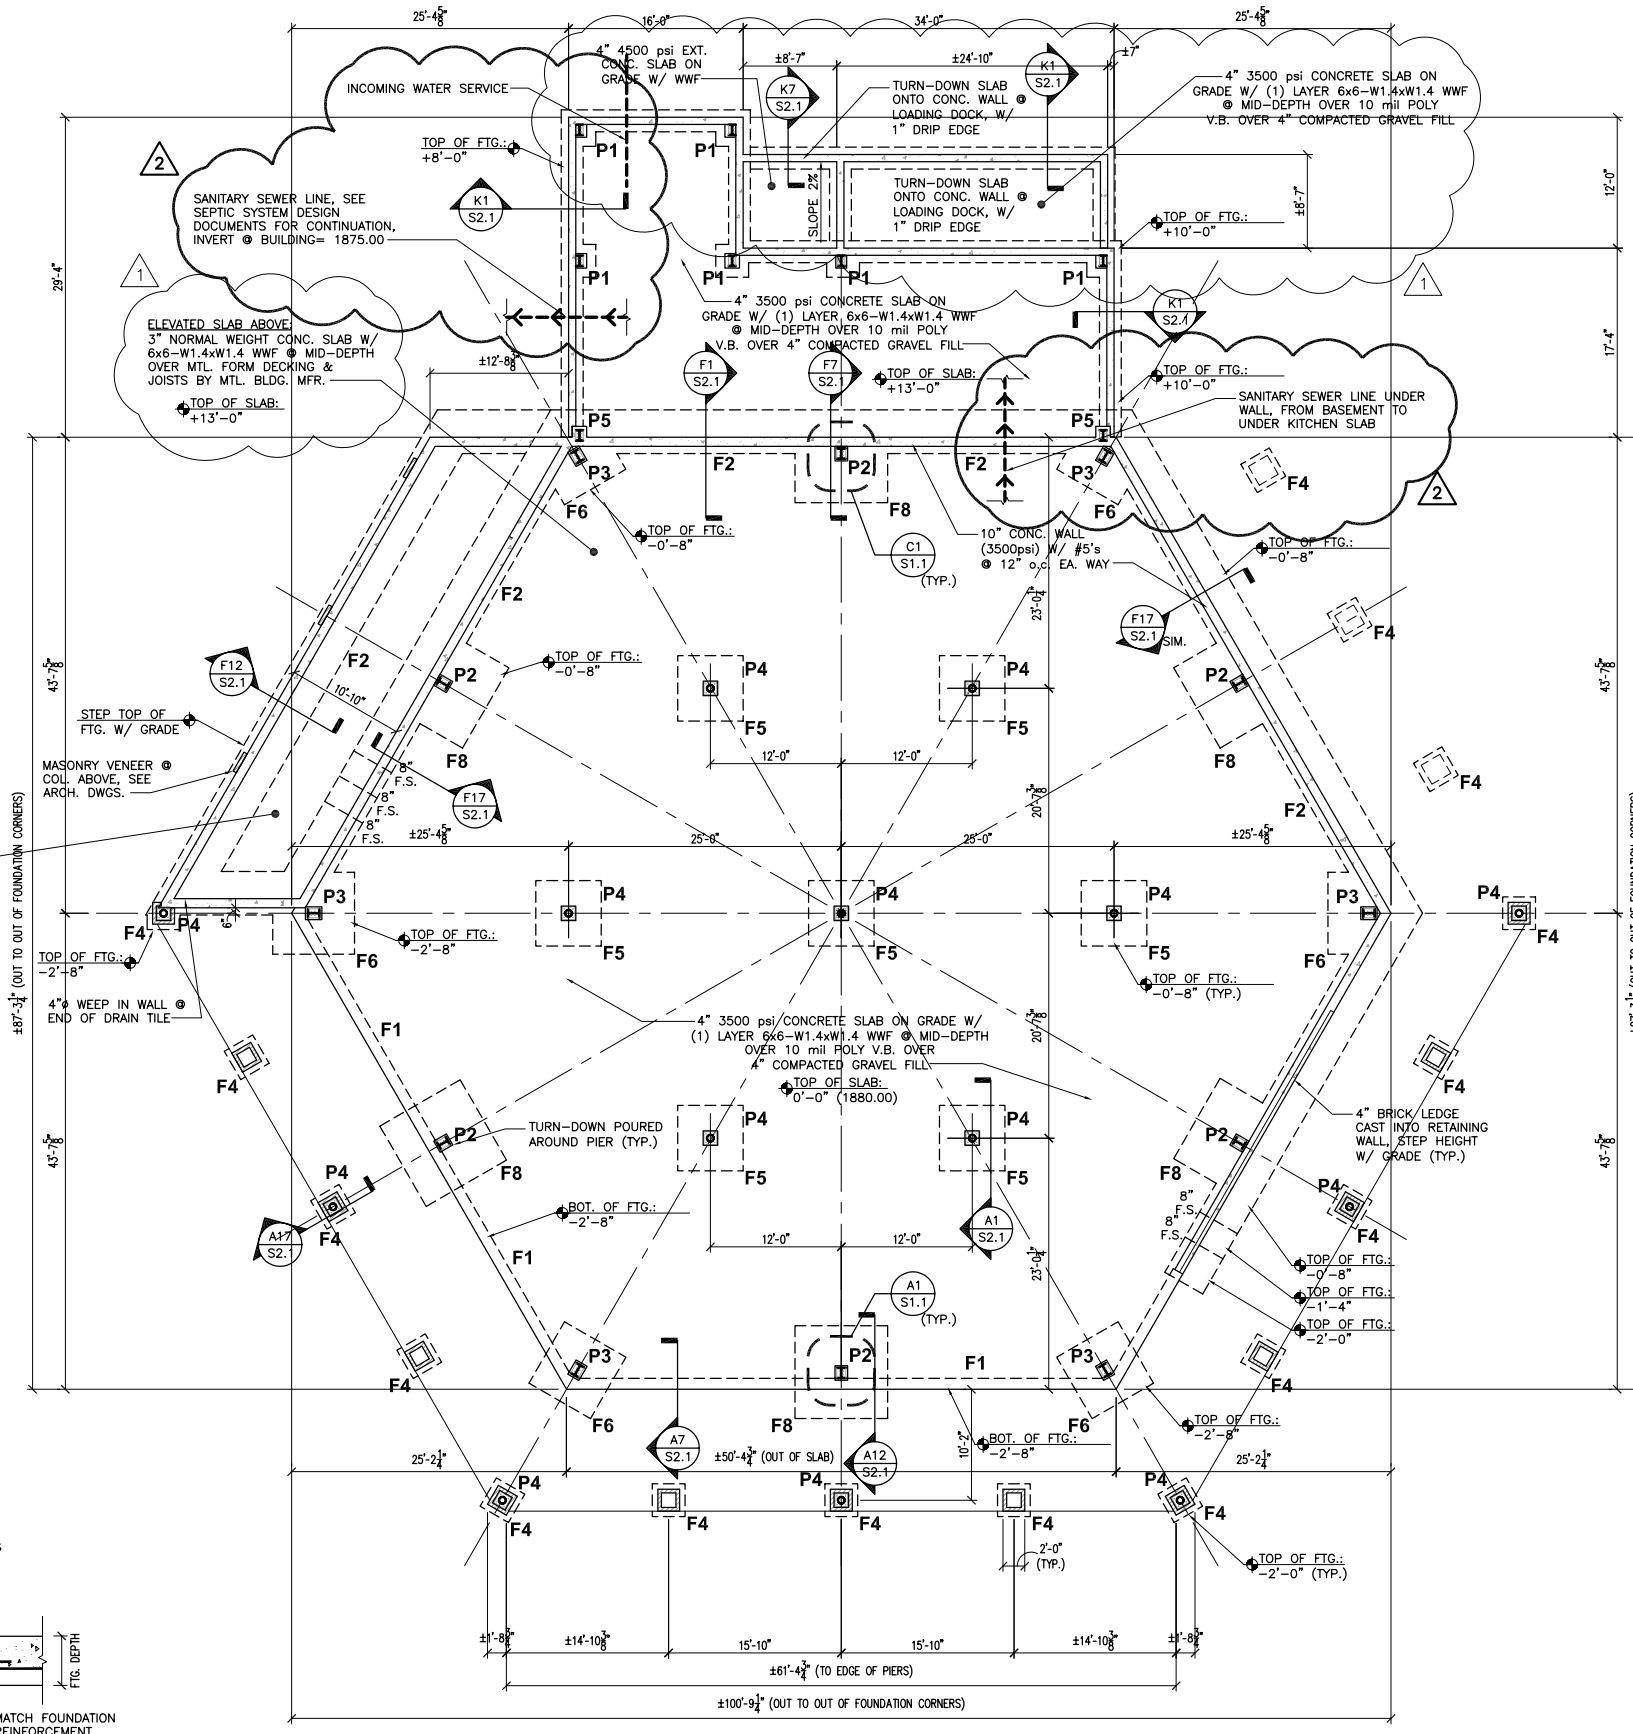 25'-4 5/8"
16'-0"
34'-0"
25'-4 5/8"
±8'-7"
±24'-10"
±7"
4" 4500 psi EXT.
CONC. SLAB ON
GRADE W/ WWF
INCOMING WATER SERVICE
K7
S2.1
K1
S2.1
TURN-DOWN SLAB
ONTO CONC. WALL @
LOADING DOCK, W/
1" DRIP EDGE
4" 3500 psi CONCRETE SLAB ON
GRADE W/ (1) LAYER 6x6-W1.4xW1.4 WWF
@ MID-DEPTH OVER 10 mil POLY
V.B. OVER 4" COMPACTED GRAVEL FILL
2
TOP OF FTG.:
+8'-0"
P1
P1
SANITARY SEWER LINE, SEE
SEPTIC SYSTEM DESIGN
DOCUMENTS FOR CONTINUATION,
INVERT @ BUILDING= 1875.00
K1
S2.1
SLOPE 2%
TURN-DOWN SLAB
ONTO CONC. WALL @
LOADING DOCK, W/
1" DRIP EDGE
±8'-7"
12'-0"
TOP OF FTG.:
+10'-0"
29'-4"
1
P1
P1
P1
P1
1
4" 3500 psi CONCRETE SLAB ON
GRADE W/ (1) LAYER 6x6-W1.4xW1.4 WWF
@ MID-DEPTH OVER 10 mil POLY
V.B. OVER 4" COMPACTED GRAVEL FILL
K1
S2.1
17'-4"
ELEVATED SLAB ABOVE:
3" NORMAL WEIGHT CONC. SLAB W/
6x6-W1.4xW1.4 WWF @ MID-DEPTH
OVER MTL. FORM DECKING &
JOISTS BY MTL. BLDG. MFR.
TOP OF SLAB:
+13'-0"
±12'-8 3/4"
F1
S2.1
F7
S2.1
TOP OF SLAB:
+13'-0"
TOP OF FTG.:
+10'-0"
SANITARY SEWER LINE UNDER
WALL, FROM BASEMENT TO
UNDER KITCHEN SLAB
2
P5
P5
P3
F2
P2
F2
P3
F4
F6
F8
F6
TOP OF FTG.:
-0'-8"
C1
S1.1
(TYP.)
10" CONC. WALL
(3500psi) W/ #5's
@ 12" o.c. EA. WAY
TOP OF FTG.:
-0'-8"
F2
23'-0 1/4"
F17
S2.1
SIM.
F4
F12
S2.1
F2
10'-10"
P2
TOP OF FTG.:
-0'-8"
P4
P4
P2
43'-7 5/8"
43'-7 5/8"
STEP TOP OF
FTG. W/ GRADE
F8
F5
F5
F8
MASONRY VENEER @
COL. ABOVE, SEE
ARCH. DWGS.
12'-0"
12'-0"
F4
8"
F.S.
8"
F.S.
8"
F.S.
F17
S2.1
20'-7 3/8"
F2
±25'-4 5/8"
25'-0"
25'-0"
±25'-4 5/8"
±87'-3 1/4" (OUT TO OUT OF FOUNDATION CORNERS)
P3
P4
P4
P4
P3
P4
F4
P4
6"
TOP OF FTG.:
-2'-8"
F6
F5
F5
F5
F6
F4
TOP OF FTG.:
-2'-8"
TOP OF FTG.:
-0'-8" (TYP.)
4"ø WEEP IN WALL @
END OF DRAIN TILE
F1
4" 3500 psi CONCRETE SLAB ON GRADE W/
(1) LAYER 6x6-W1.4xW1.4 WWF @ MID-DEPTH
OVER 10 mil POLY V.B. OVER
4" COMPACTED GRAVEL FILL
TOP OF SLAB:
0'-0" (1880.00)
20'-7 3/8"
F4
F4
P2
TURN-DOWN POURED
AROUND PIER (TYP.)
P4
P4
P2
4" BRICK LEDGE
CAST INTO RETAINING
WALL, STEP HEIGHT
W/ GRADE (TYP.)
43'-7 5/8"
43'-7 5/8"
F8
F5
F5
F8
P4
F4
P4
F4
8"
F.S.
8"
F.S.
BOT. OF FTG.:
-2'-8"
A17
S2.1
F1
12'-0"
12'-0"
A1
S2.1
23'-0 1/4"
TOP OF FTG.:
-0'-8"
TOP OF FTG.:
-1'-4"
TOP OF FTG.:
-2'-0"
A1
S1.1
(TYP.)
P3
P2
F1
P3
F4
F4
F6
F8
F6
TOP OF FTG.:
-2'-8"
A7
S2.1
A12
S2.1
BOT. OF FTG.:
-2'-8"
10'-2"
25'-2 1/4"
±50'-4 3/4" (OUT OF SLAB)
25'-2 1/4"
P4
P4
P4
F4
F4
F4
F4
F4
2'-0"
(TYP.)
TOP OF FTG.:
-2'-0" (TYP.)
±1'-8 3/4"
±14'-10 3/8"
15'-10"
15'-10"
±14'-10 3/8"
±1'-8 3/4"
±61'-4 3/4" (TO EDGE OF PIERS)
±100'-9 1/4" (OUT TO OUT OF FOUNDATION CORNERS)
FTG. DEPTH
MATCH FOUNDATION
REINFORCEMENT